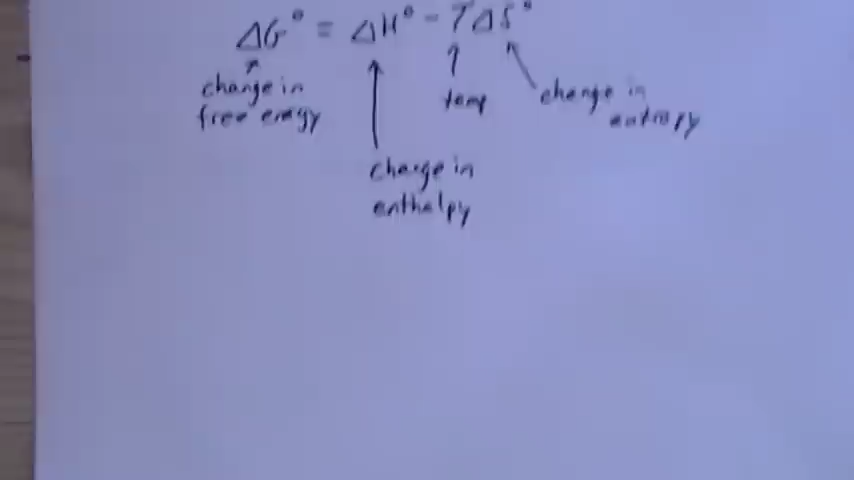 ΔG° = ΔH° - TΔS°
change in
free energy
temp
change in
entropy
change in
enthalpy